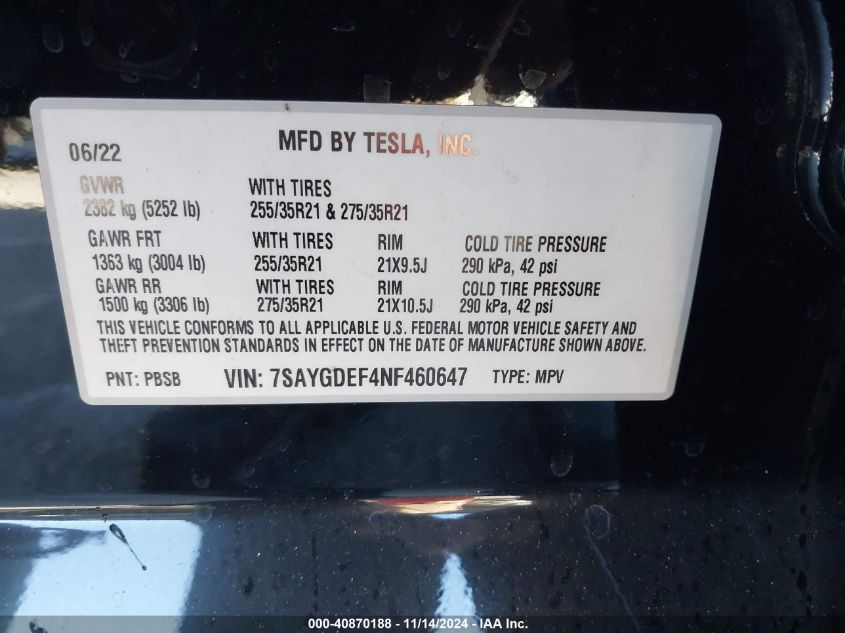 06/22 MFD BY TESLA, INC.
GVWR WITH TIRES
2382 kg (5252 lb) 255/35R21 & 275/35R21
GAWR FRT WITH TIRES RIM COLD TIRE PRESSURE
1363 kg (3004 lb) 255/35R21 21X9.5J 290 kPa, 42 psi
GAWR RR WITH TIRES RIM COLD TIRE PRESSURE
1500 kg (3306 lb) 275/35R21 21X10.5J 290 kPa, 42 psi
THIS VEHICLE CONFORMS TO ALL APPLICABLE U.S. FEDERAL MOTOR VEHICLE SAFETY AND
THEFT PREVENTION STANDARDS IN EFFECT ON THE DATE OF MANUFACTURE SHOWN ABOVE.
PNT: PBSB VIN: 7SAYGDEF4NF460647 TYPE: MPV
000-40870188 - 11/14/2024 - IAA Inc.